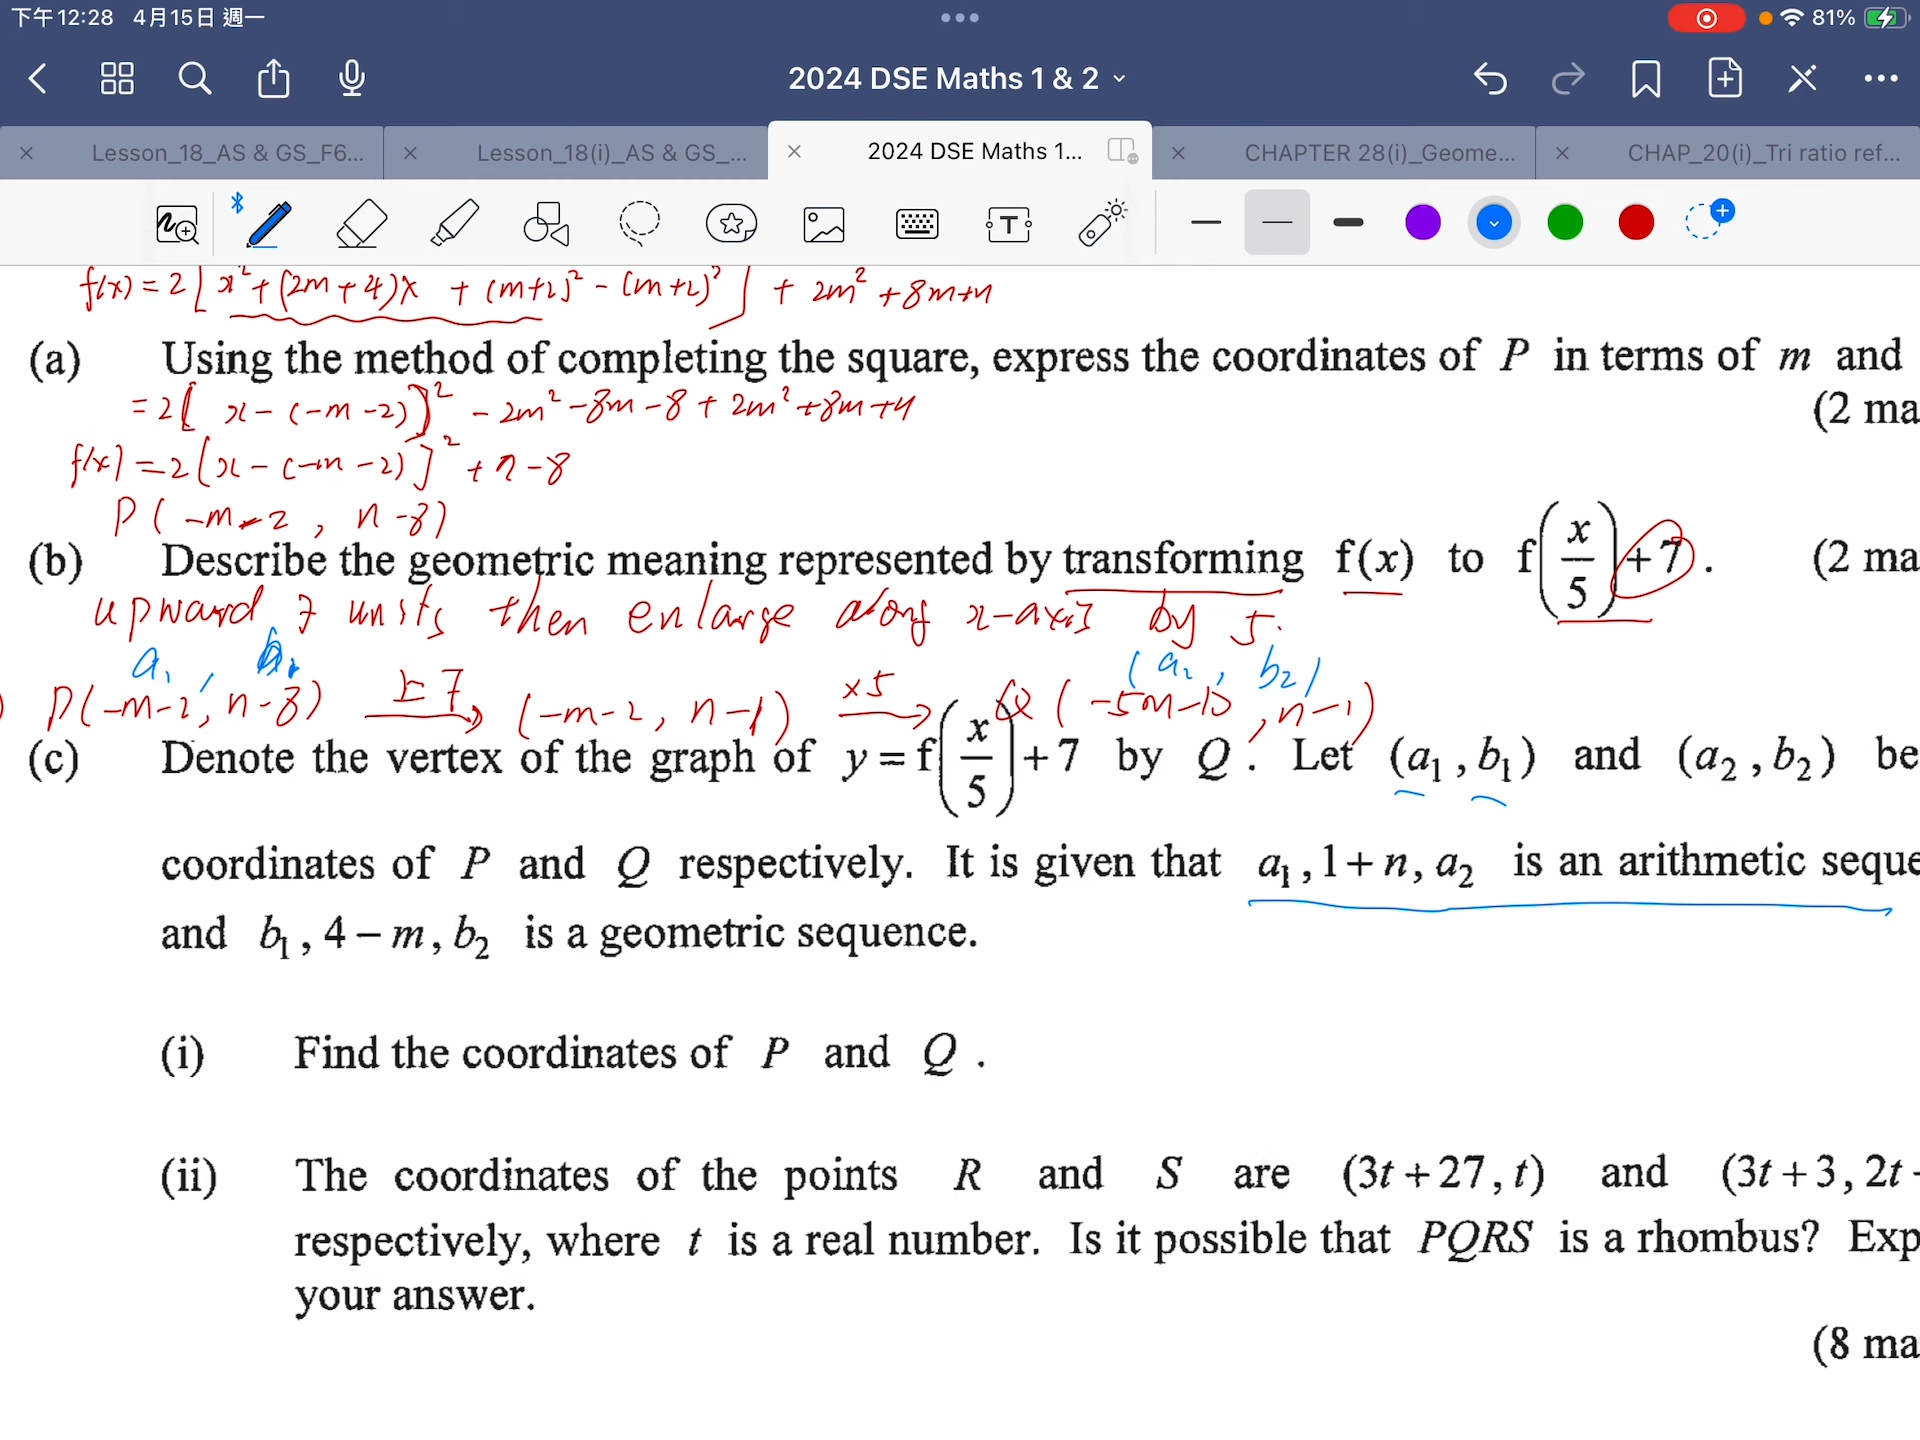 下午12:28 4月15日 週一
81%
2024 DSE Maths 1 & 2
Lesson_18_AS & GS_F6...
Lesson_18(i)_AS & GS_...
2024 DSE Maths 1...
CHAPTER 28(i)_Geome...
CHAP_20(i)_Tri ratio ref...
f(x) = 2[x² + (2m+4)x + (m+2)² - (m+2)²] + 2m² + 8m+n
(a) Using the method of completing the square, express the coordinates of P in terms of m and
= 2[x - (-m-2)]² - 2m² - 8m - 8 + 2m² + 8m + n
(2 ma
f(x) = 2[x - (-m-2)]² + n - 8
P(-m-2, n-8)
(b) Describe the geometric meaning represented by transforming f(x) to f(x/5)+7. (2 ma
upward 7 units then enlarge along x-axis by 5.
a₁, b₁
(a₂, b₂)
P(-m-2, n-8) 上7 (-m-2, n-1) ×5 Q(-5m-10, n-1)
(c) Denote the vertex of the graph of y = f(x/5)+7 by Q. Let (a₁, b₁) and (a₂, b₂) be
coordinates of P and Q respectively. It is given that a₁, 1+n, a₂ is an arithmetic seque
and b₁, 4 − m, b₂ is a geometric sequence.
(i) Find the coordinates of P and Q.
(ii) The coordinates of the points R and S are (3t+27, t) and (3t+3, 2t
respectively, where t is a real number. Is it possible that PQRS is a rhombus? Exp
your answer.
(8 ma